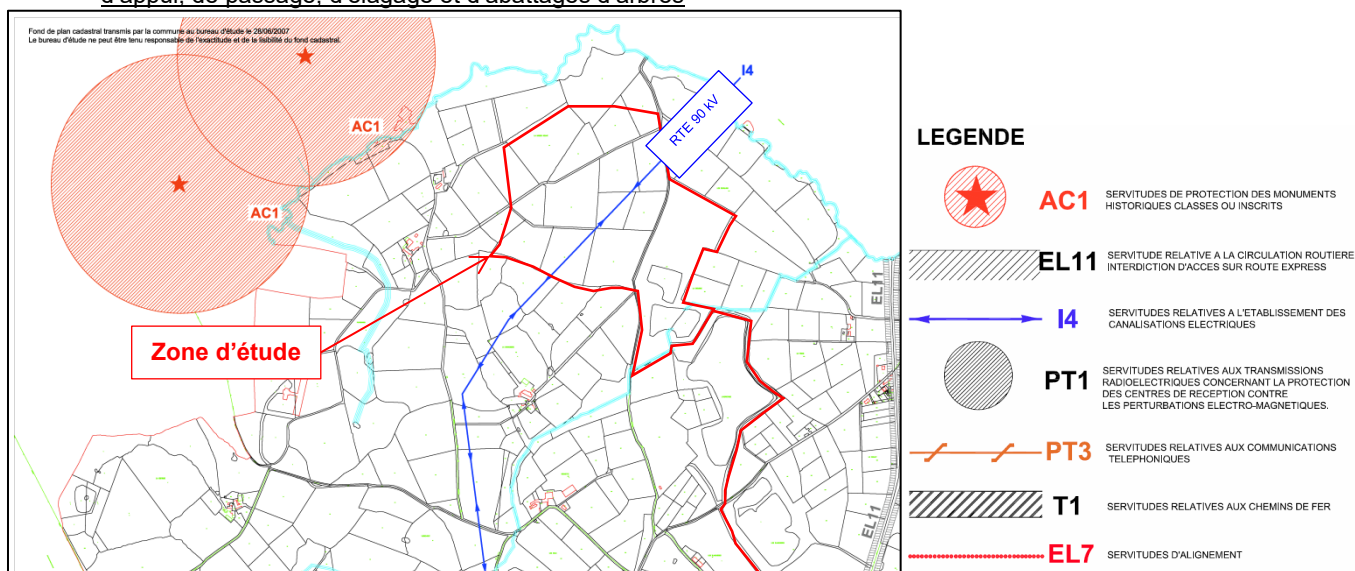 d'appui, de passage, d'élagage et d'abattages d'arbres
Fond de plan cadastral transmis par la commune au bureau d'étude le 28/06/2007
Le bureau d'étude ne peut être tenu responsable de l'exactitude et de la lisibilité du fond cadastral.
I4
RTE 90 KV
AC1
AC1
EL11
Zone d'étude
EL11
LEGENDE
AC1 SERVITUDES DE PROTECTION DES MONUMENTS
HISTORIQUES CLASSES OU INSCRITS
EL11 SERVITUDE RELATIVE A LA CIRCULATION ROUTIERE
INTERDICTION D'ACCES SUR ROUTE EXPRESS
I4 SERVITUDES RELATIVES A L'ETABLISSEMENT DES
CANALISATIONS ELECTRIQUES
PT1 SERVITUDES RELATIVES AUX TRANSMISSIONS
RADIOELECTRIQUES CONCERNANT LA PROTECTION
DES CENTRES DE RECEPTION CONTRE
LES PERTURBATIONS ELECTRO-MAGNETIQUES.
PT3 SERVITUDES RELATIVES AUX COMMUNICATIONS
TELEPHONIQUES
T1 SERVITUDES RELATIVES AUX CHEMINS DE FER
EL7 SERVITUDES D'ALIGNEMENT